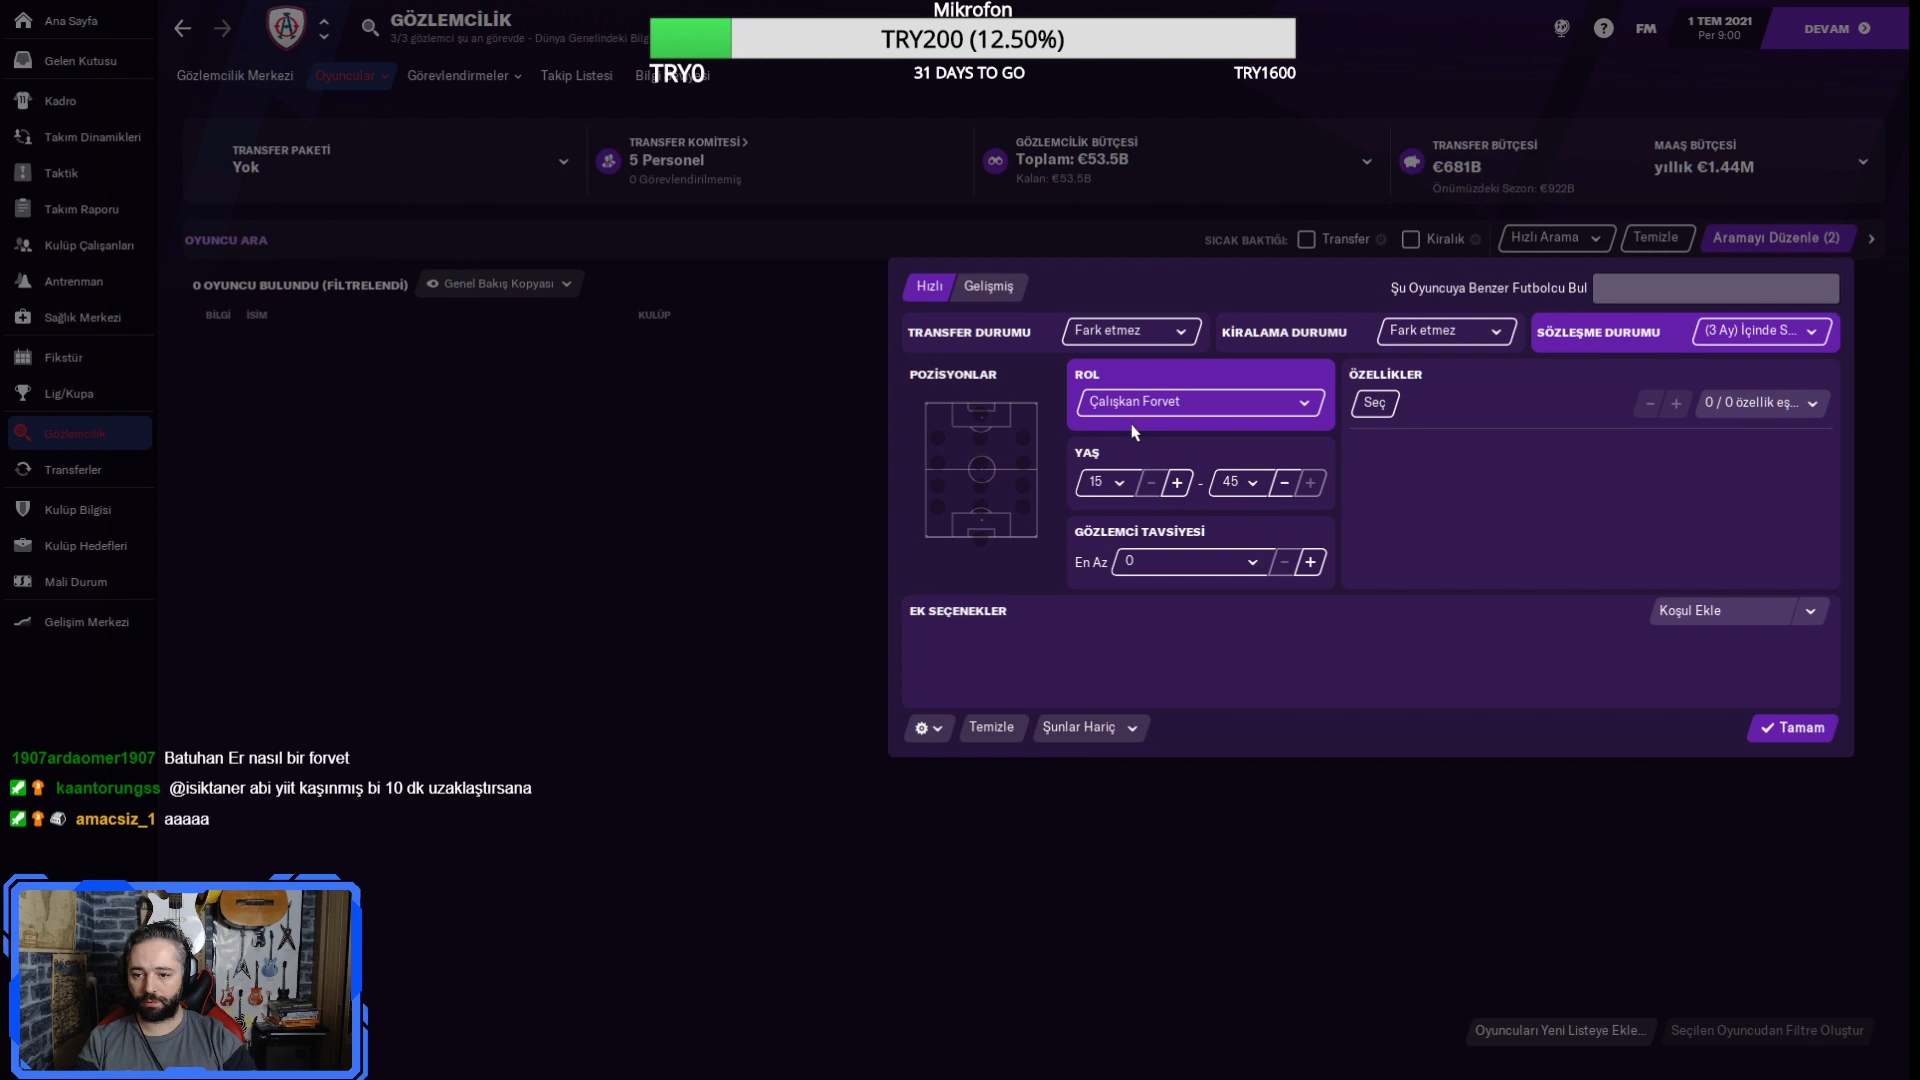 Ana Sayfa
Gelen Kutusu
Kadro
Takım Dinamikleri
Taktik
Takım Raporu
Kulüp Çalışanları
Antrenman
Sağlık Merkezi
Fikstür
Lig/Kupa
Gözlemcilik
Transferler
Kulüp Bilgisi
Kulüp Hedefleri
Mali Durum
Gelişim Merkezi
GÖZLEMCİLİK
3/3 gözlemci şu an görevde - Dünya Genelindeki Bilg
Mikrofon
TRY200 (12.50%)
TRY0
31 DAYS TO GO
TRY1600
FM
1 TEM 2021
Per 9:00
DEVAM
Gözlemcilik Merkezi
Oyuncular
Görevlendirmeler
Takip Listesi
TRANSFER PAKETİ
Yok
TRANSFER KOMİTESİ >
5 Personel
0 Görevlendirilmemiş
GÖZLEMCİLİK BÜTÇESİ
Toplam: €53.5B
Kalan: €53.5B
TRANSFER BÜTÇESİ
€681B
Önümüzdeki Sezon: €922B
MAAŞ BÜTÇESİ
yıllık €1.44M
OYUNCU ARA
SICAK BAKTIĞI:
Transfer
Kiralık
Hızlı Arama
Temizle
Aramayı Düzenle (2)
0 OYUNCU BULUNDU (FİLTRELENDİ)
Genel Bakış Kopyası
BİLGİ
İSİM
KULÜP
Hızlı
Gelişmiş
Şu Oyuncuya Benzer Futbolcu Bul
TRANSFER DURUMU
Fark etmez
KİRALAMA DURUMU
Fark etmez
SÖZLEŞME DURUMU
(3 Ay) İçinde S...
POZİSYONLAR
ROL
Çalışkan Forvet
YAŞ
15
-
45
GÖZLEMCİ TAVSİYESİ
En Az
0
ÖZELLİKLER
Seç
0 / 0 özellik eş...
EK SEÇENEKLER
Koşul Ekle
Temizle
Şunlar Hariç
Tamam
1907ardaomer1907 Batuhan Er nasıl bir forvet
kaantorungss @isiktaner abi yiit kaşınmış bi 10 dk uzaklaştırsana
amacsiz_1 aaaaa
Oyuncuları Yeni Listeye Ekle...
Seçilen Oyuncudan Filtre Oluştur